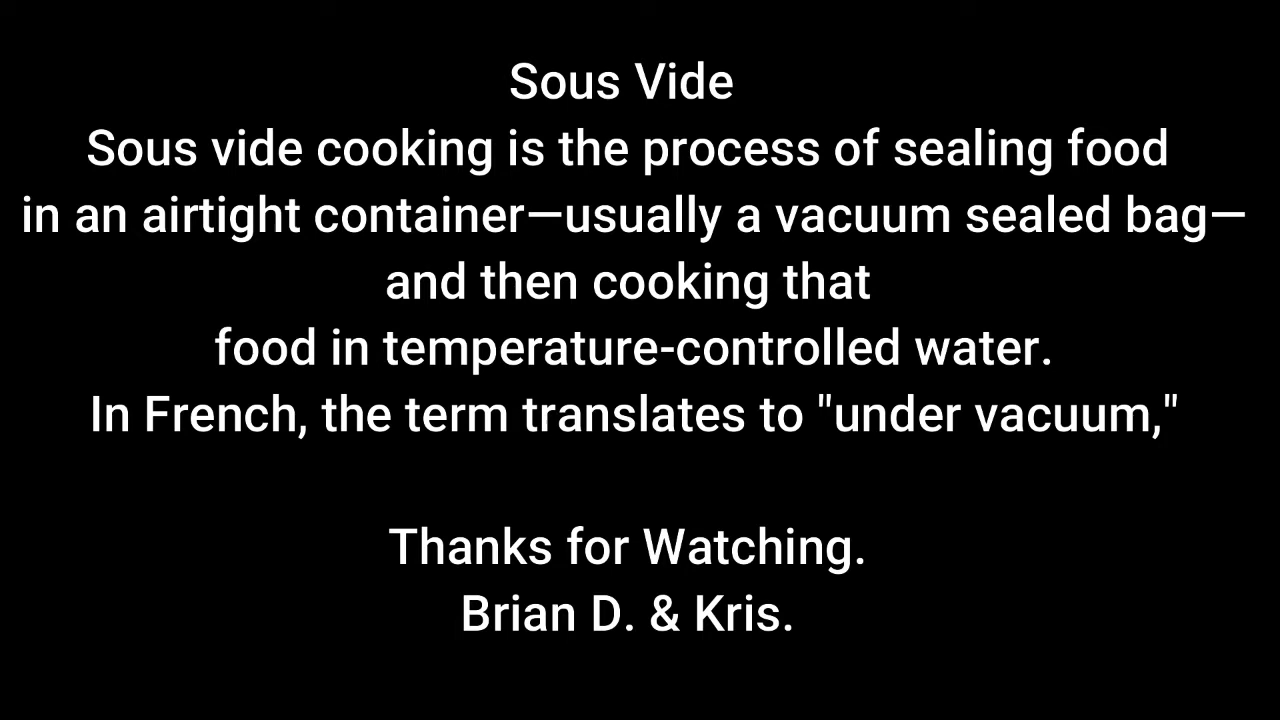 Sous Vide
Sous vide cooking is the process of sealing food
in an airtight container—usually a vacuum sealed bag—
and then cooking that
food in temperature-controlled water.
In French, the term translates to "under vacuum,"
Thanks for Watching.
Brian D. & Kris.